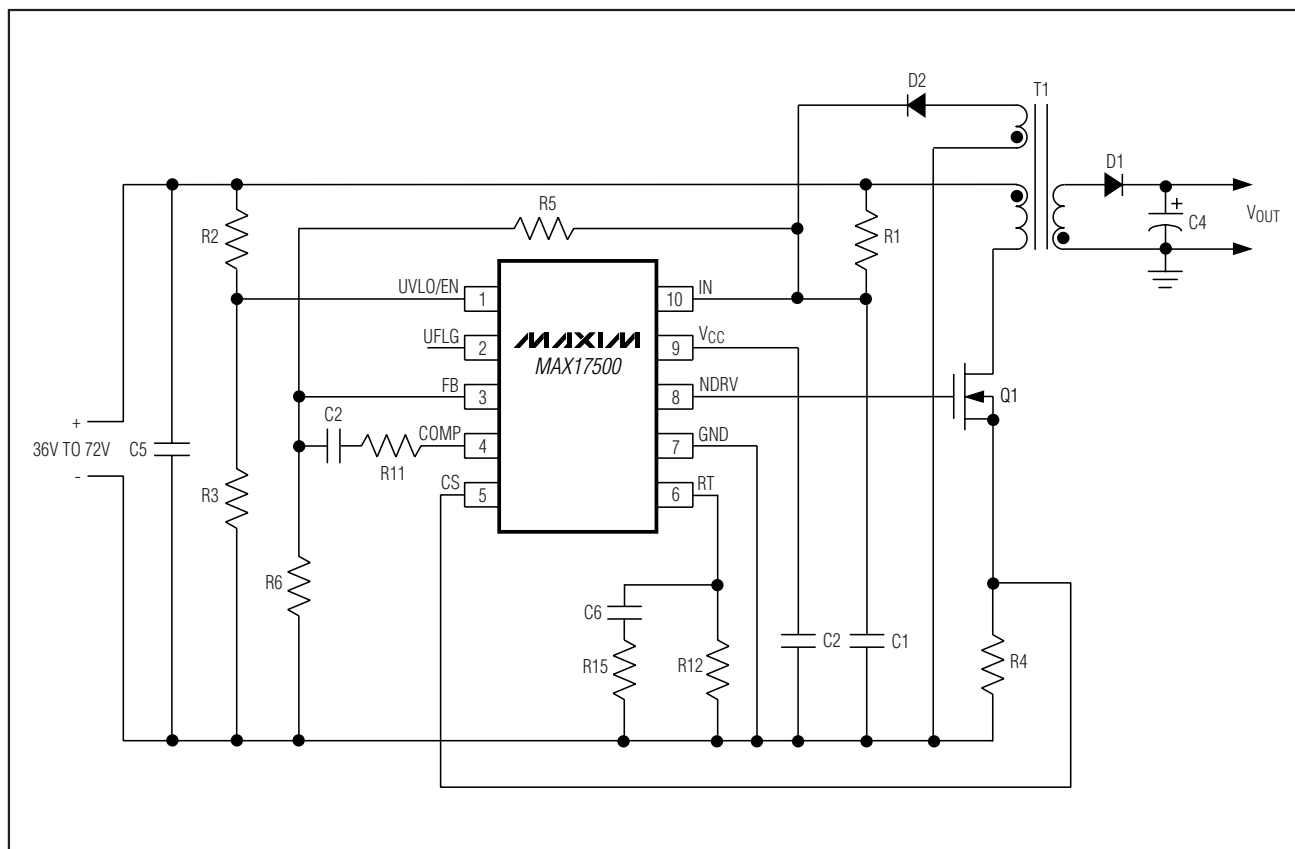 D2
T1
D1
R5
R2
R1
+
C4
VOUT
UVLO/EN
1
10
IN
UFLG
2
MAXIM
MAX17500
9
VCC
FB
3
8
NDRV
Q1
C2
COMP
4
7
GND
+
36V TO 72V
-
C5
R11
R3
CS
5
6
RT
R6
C6
R15
R12
C2
C1
R4